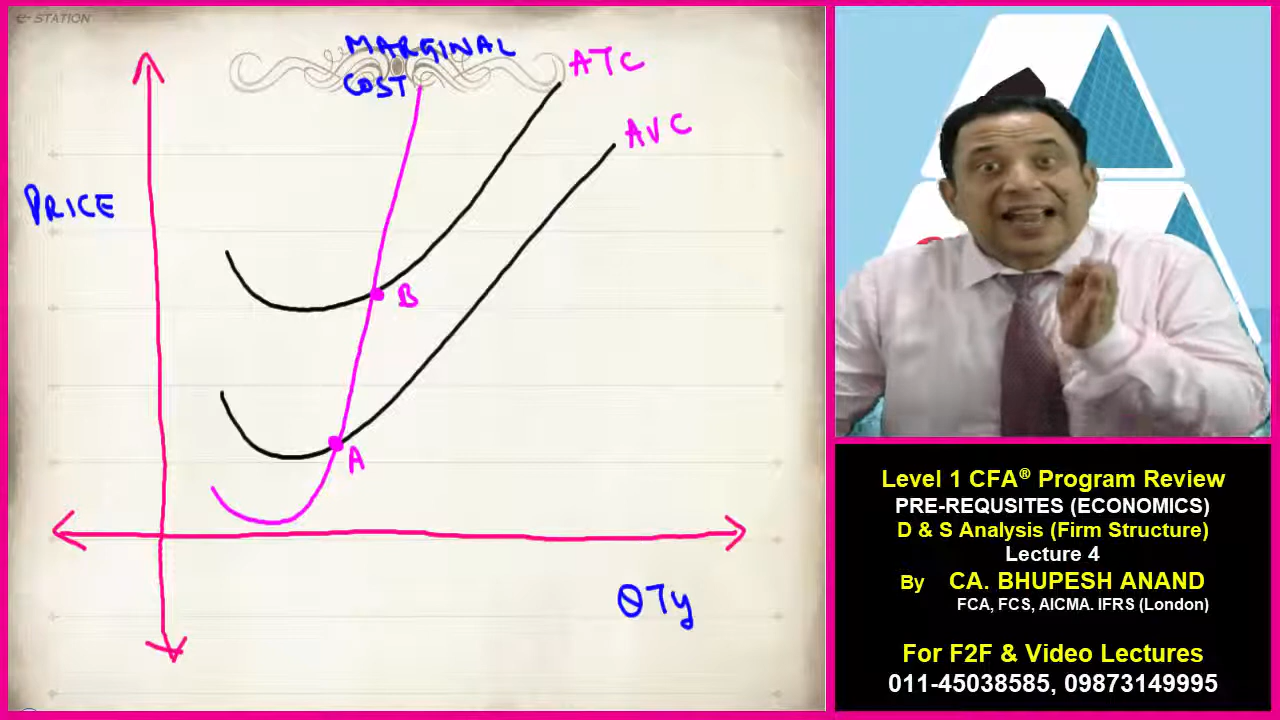 e-STATION
MARGINAL
COST
ATC
AVC
PRICE
B
A
QTy
Level 1 CFA® Program Review
PRE-REQUSITES (ECONOMICS)
D & S Analysis (Firm Structure)
Lecture 4
By CA. BHUPESH ANAND
FCA, FCS, AICMA. IFRS (London)
For F2F & Video Lectures
011-45038585, 09873149995